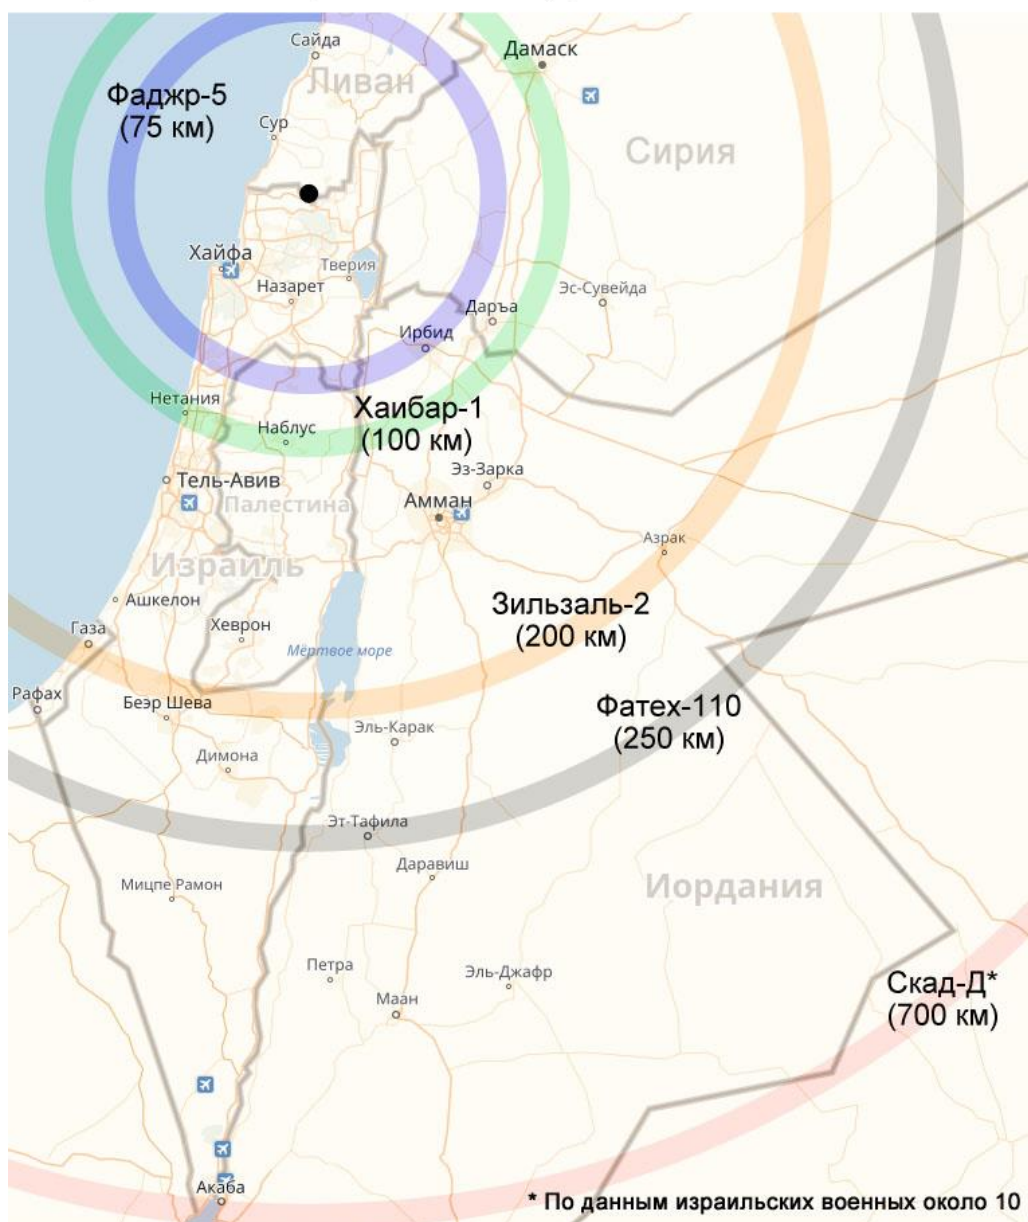 Сайда
Дамаск
Ливан
Фаджр-5
(75 км)
Сур
Сирия
Хайфа
Тверия
Назарет
Эс-Сувейда
Даръа
Ирбид
Нетания
Хаибар-1
(100 км)
Наблус
Эз-Зарка
Тель-Авив
Амман
Палестина
Азрак
Израиль
Ашкелон
Зильзаль-2
(200 км)
Газа
Хеврон
Мёртвое море
Рафах
Беэр Шева
Фатех-110
(250 км)
Эль-Карак
Димона
Эт-Тафила
Даравиш
Мицпе Рамон
Иордания
Петра
Эль-Джафр
Скад-Д*
(700 км)
Маан
Акаба
* По данным израильских военных около 10